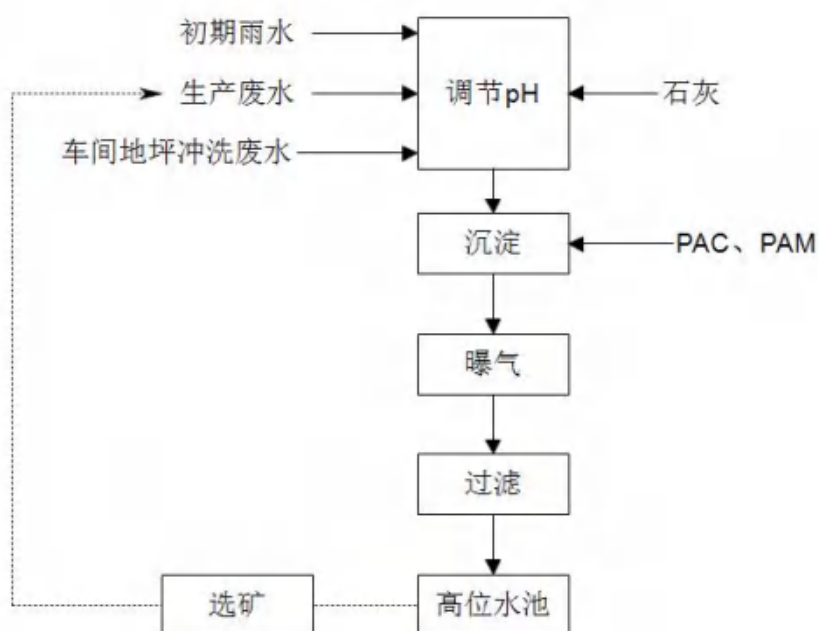 初期雨水
生产废水
车间地坪冲洗废水
调节pH
石灰
沉淀
PAC、PAM
曝气
过滤
选矿
高位水池